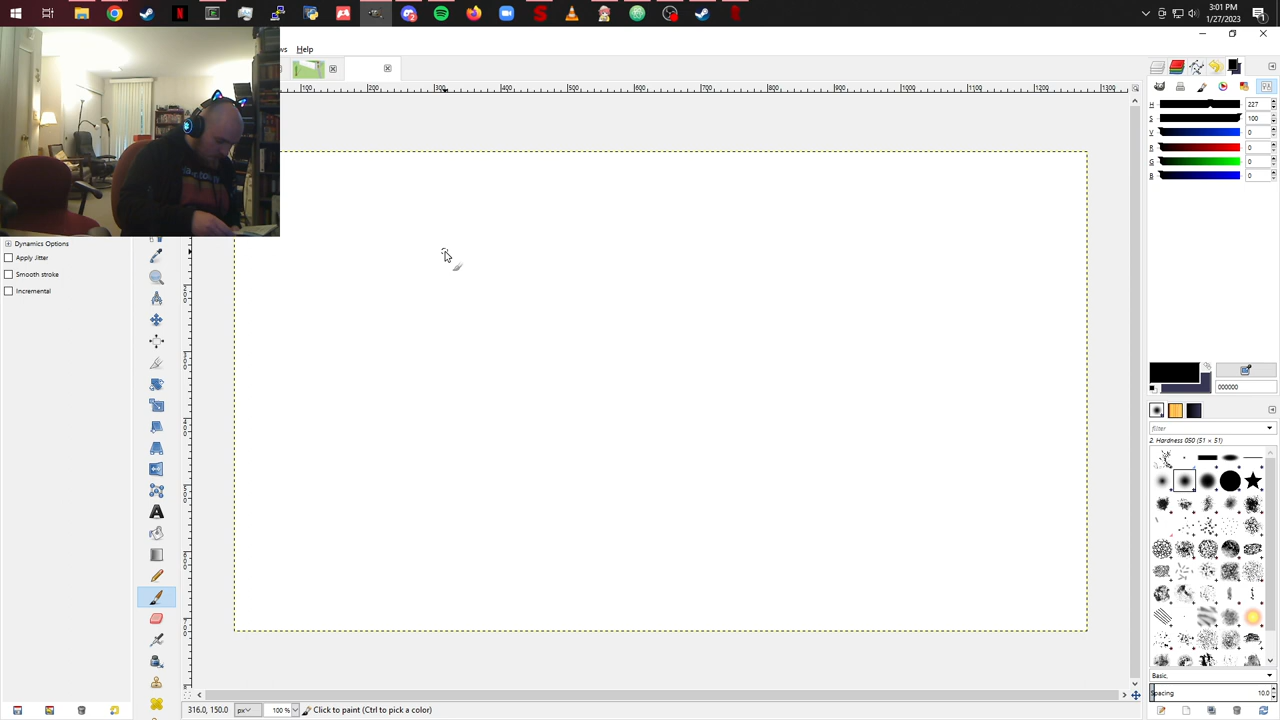 3:01 PM
1/27/2023
ws
Help
100
200
300
400
500
600
700
800
900
1000
1100
1200
1300
H 227
S 100
V 0
R 0
G 0
B 0
Dynamics Options
Apply Jitter
Smooth stroke
Incremental
000000
filter
2. Hardness 050 (51 × 51)
Basic,
Spacing 10.0
316.0, 150.0 px 100 % Click to paint (Ctrl to pick a color)